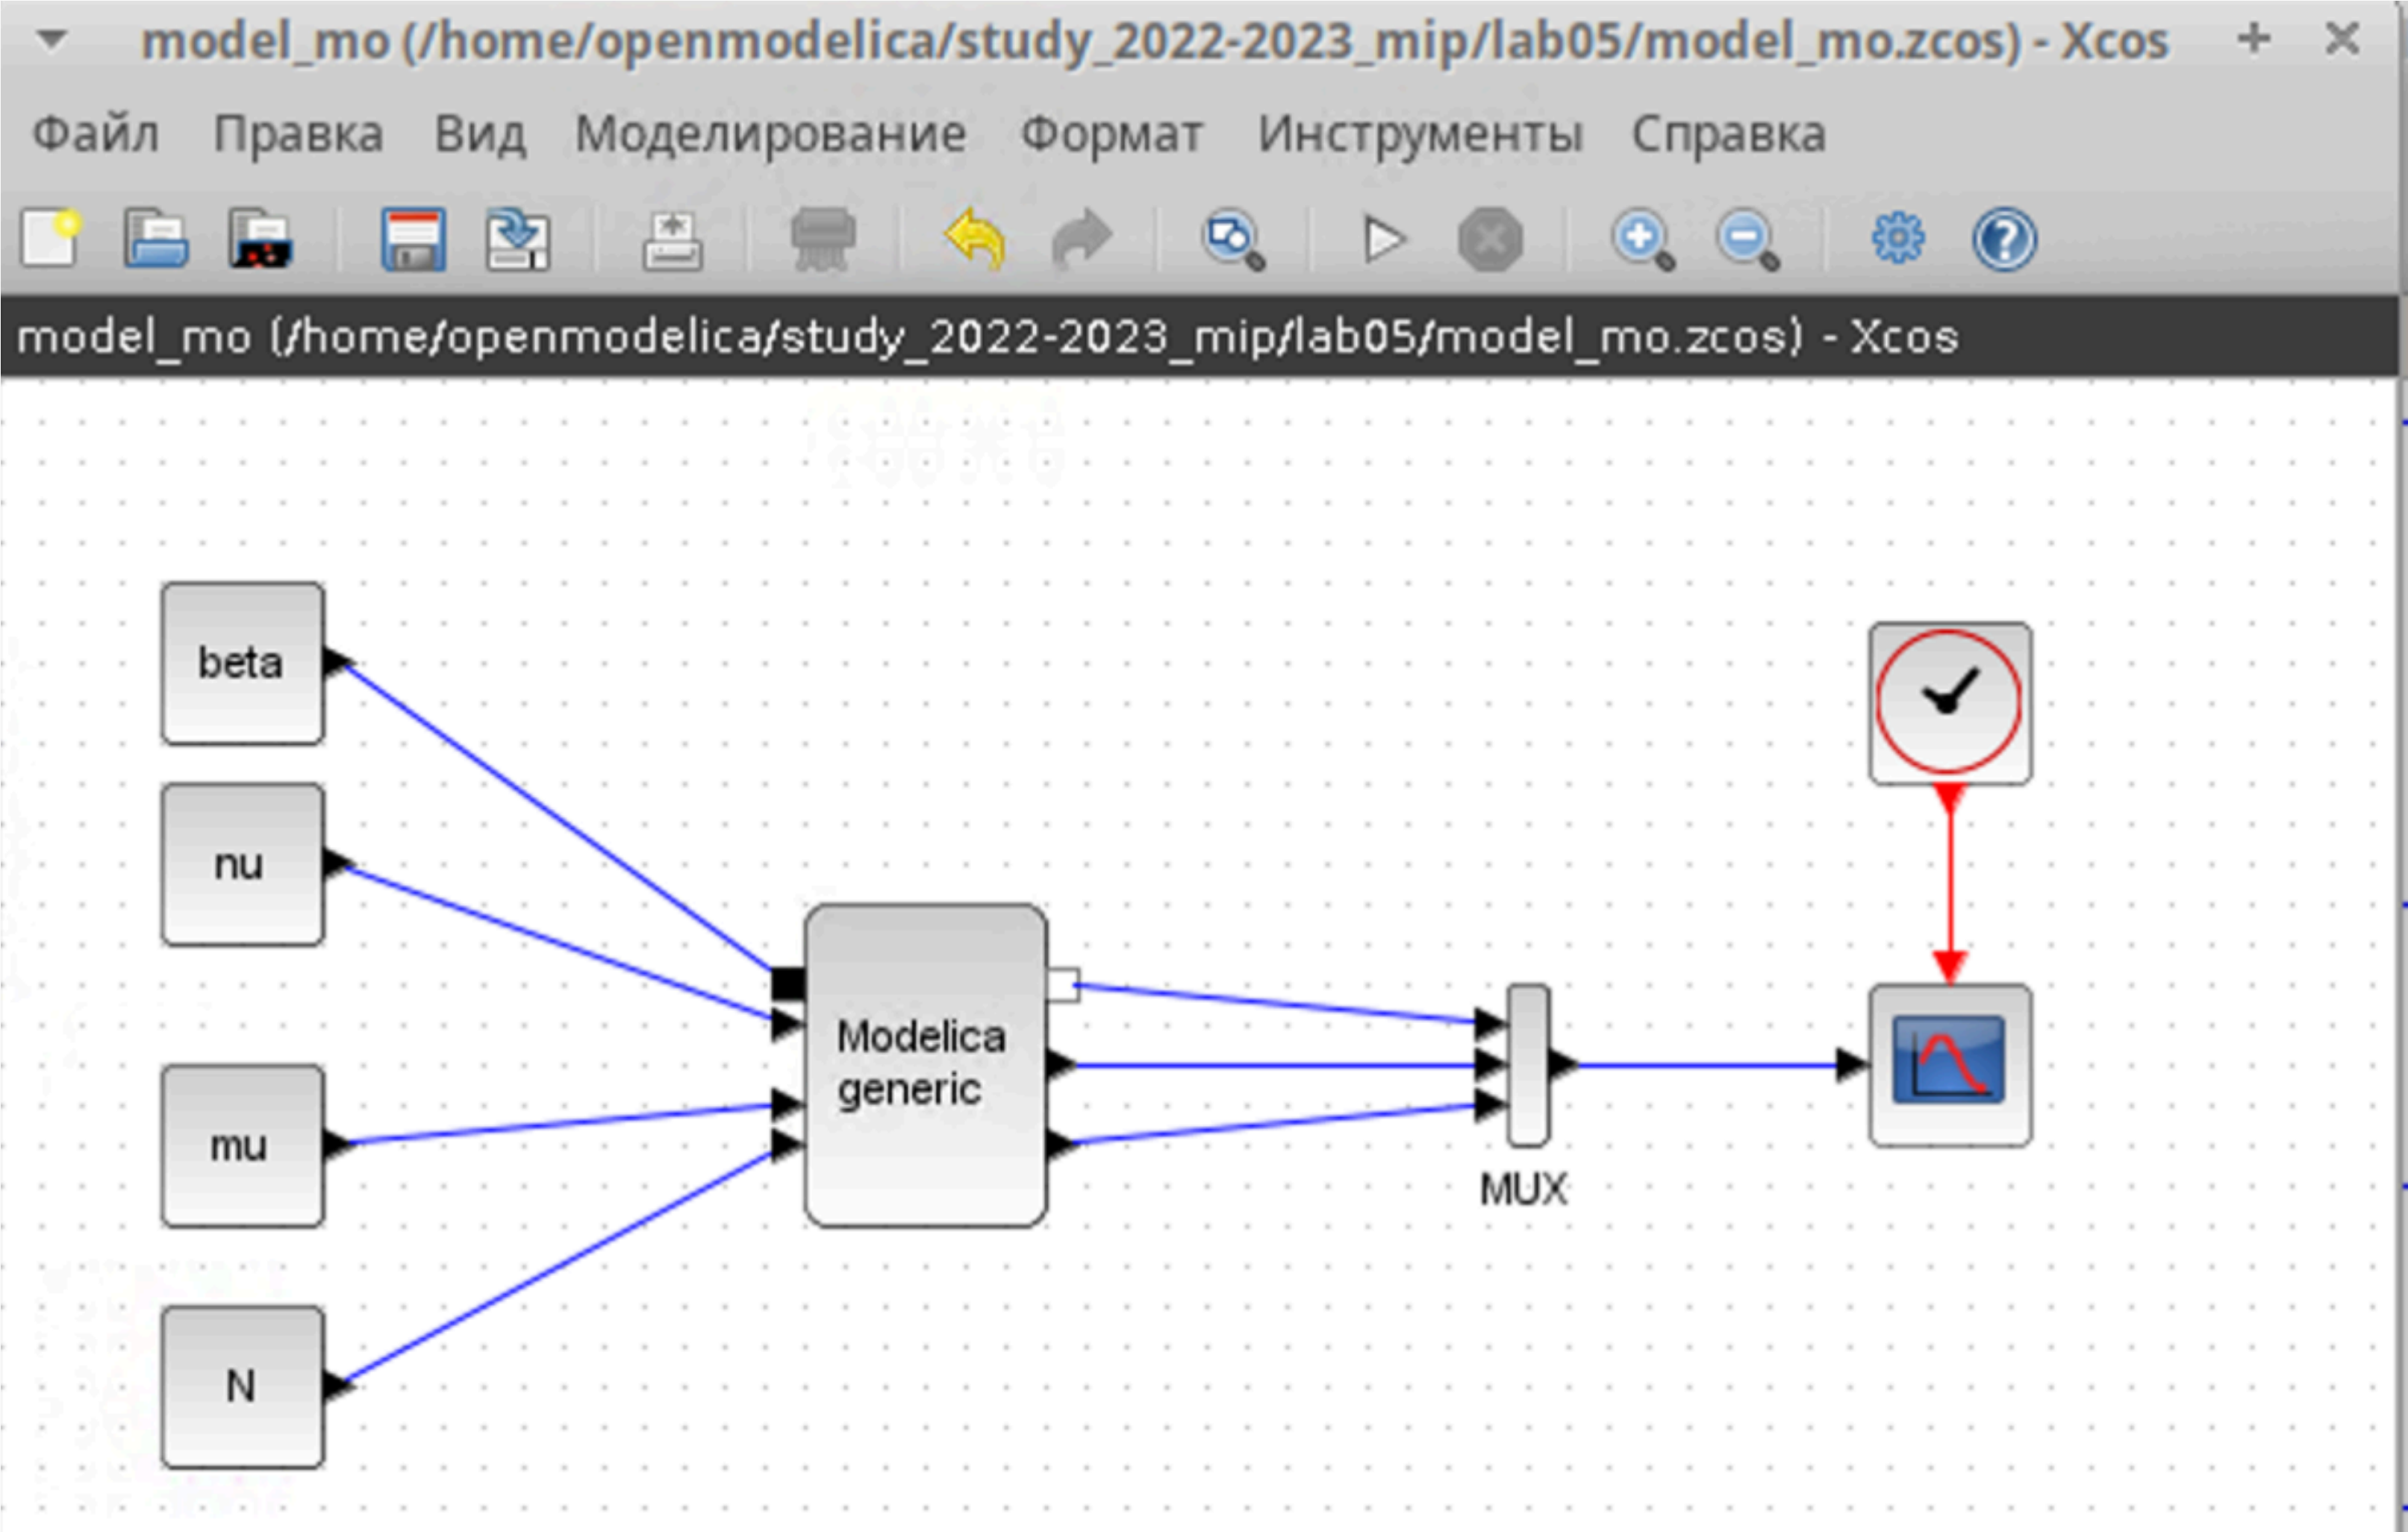 model_mo (/home/openmodelica/study_2022-2023_mip/lab05/model_mo.zcos) - Xcos
Файл Правка Вид Моделирование Формат Инструменты Справка
model_mo (/home/openmodelica/study_2022-2023_mip/lab05/model_mo.zcos) - Xcos
beta
nu
Modelica
generic
mu
MUX
N